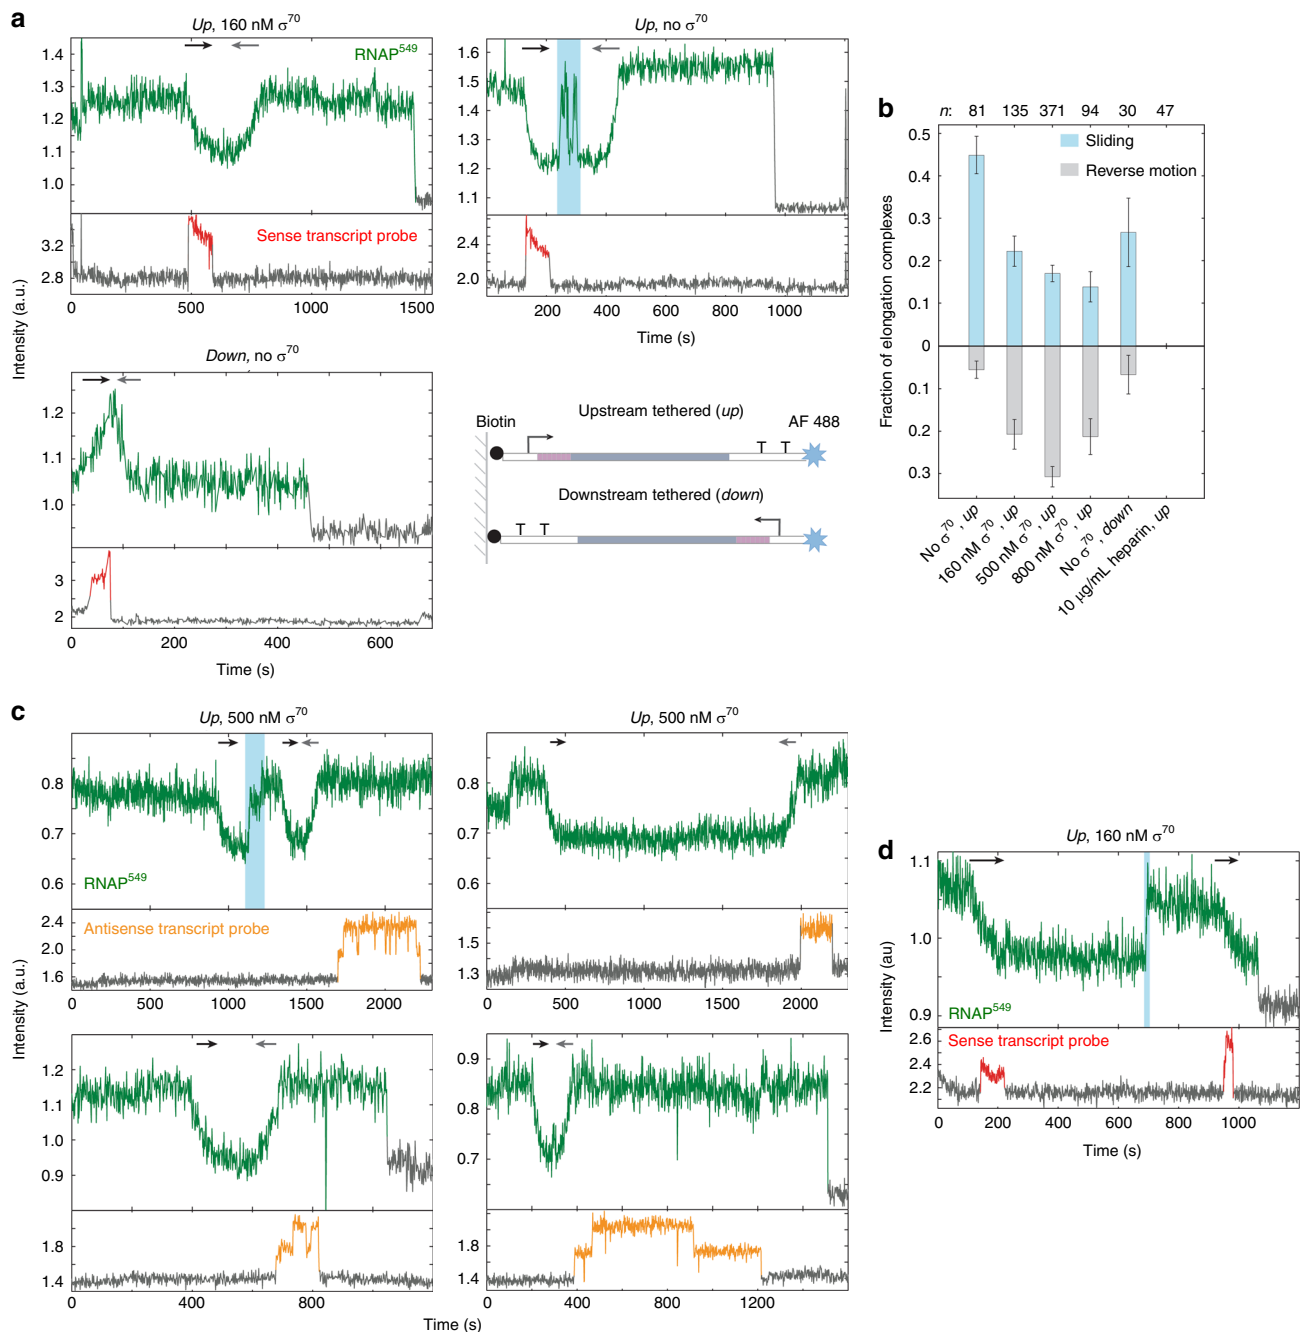 a
Up, 160 nM σ70
RNAP549
1.4
1.3
1.2
1.1
1.0
Sense transcript probe
3.2
2.8
0 500 1000 1500
Up, no σ70
1.6
1.5
1.4
1.3
1.2
1.1
2.4
2.0
200 400 600 800 1000
Time (s)
Intensity (a.u.)
Down, no σ70
1.2
1.1
1.0
3
2
0 200 400 600
Time (s)
Biotin
Upstream tethered (up)
AF 488
T T
Downstream tethered (down)
T T
b
n: 81 135 371 94 30 47
Sliding
Reverse motion
Fraction of elongation complexes
0.5
0.4
0.3
0.2
0.1
0
0.1
0.2
0.3
No σ70, up
160 nM σ70, up
500 nM σ70, up
800 nM σ70, up
No σ70, down
10 μg/mL heparin, up
c
Up, 500 nM σ70
0.8
0.7
0.6
RNAP549
Antisense transcript probe
2.4
2.0
1.6
0 500 1000 1500 2000
Up, 500 nM σ70
0.8
0.7
0.6
1.5
1.3
0 500 1000 1500 2000
Intensity (a.u.)
1.2
1.1
1.0
0.9
1.8
1.4
0 400 800
0.9
0.8
0.7
1.8
1.4
0 400 800 1200
Time (s)
d
Up, 160 nM σ70
1.1
1.0
0.9
RNAP549
Sense transcript probe
2.6
2.4
2.2
0 200 400 600 800 1000
Intensity (au)
Time (s)